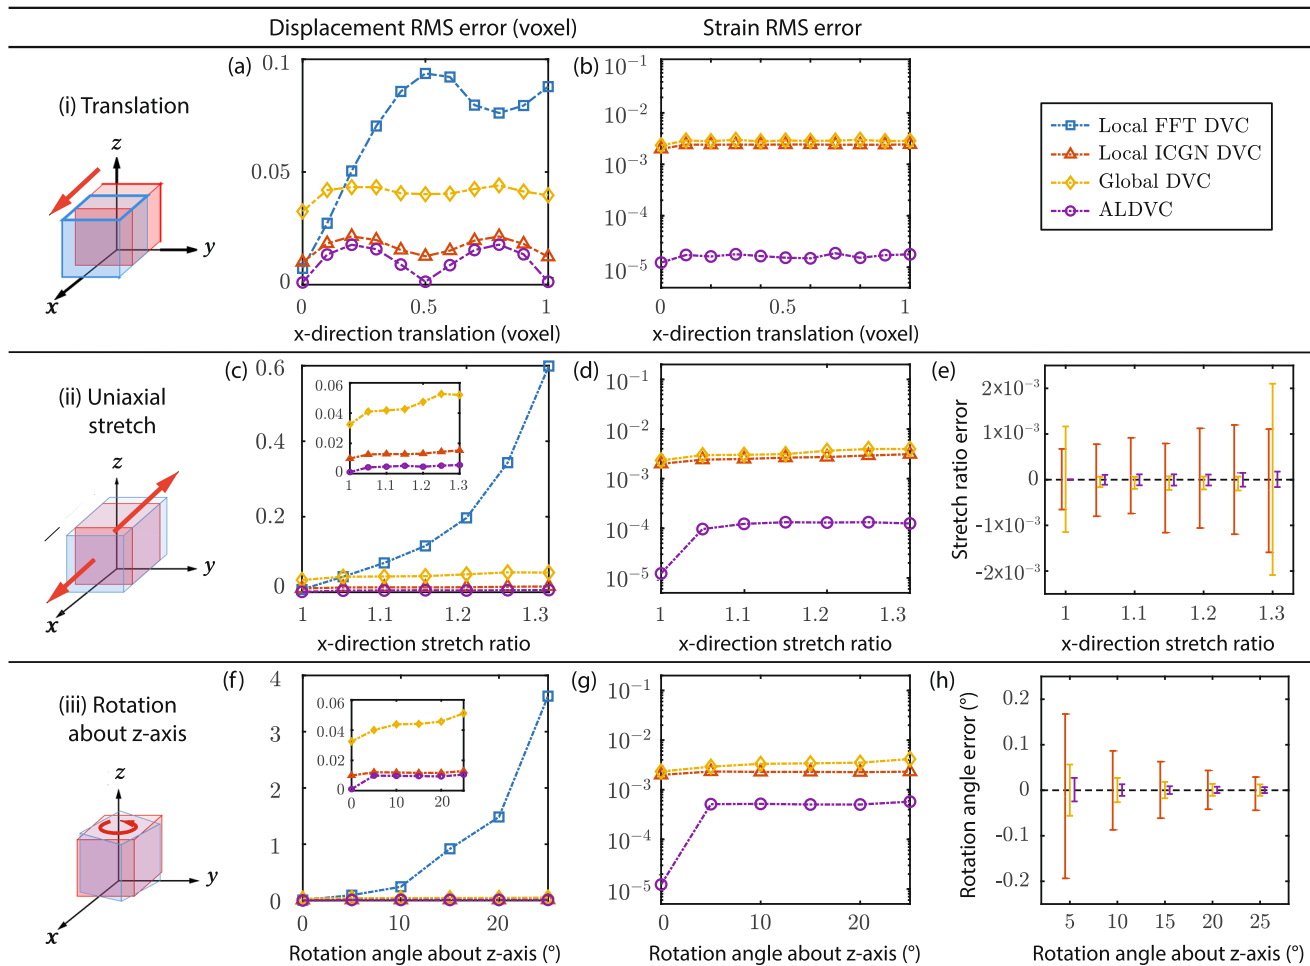 Displacement RMS error (voxel)
Strain RMS error
(i) Translation
z
y
x
(a)
0.1
0.05
0
0
0.5
1
x-direction translation (voxel)
(b)
10⁻¹
10⁻²
10⁻³
10⁻⁴
10⁻⁵
0
0.5
1
x-direction translation (voxel)
Local FFT DVC
Local ICGN DVC
Global DVC
ALDVC
(ii) Uniaxial
stretch
z
y
x
(c)
0.6
0.4
0.2
0
1
1.1
1.2
1.3
0.06
0.04
0.02
0
1
1.1
1.2
1.3
x-direction stretch ratio
(d)
10⁻¹
10⁻²
10⁻³
10⁻⁴
10⁻⁵
1
1.1
1.2
1.3
x-direction stretch ratio
(e)
Stretch ratio error
2×10⁻³
1×10⁻³
0
-1×10⁻³
-2×10⁻³
1
1.1
1.2
1.3
x-direction stretch ratio
(iii) Rotation
about z-axis
z
y
x
(f)
4
3
2
1
0
0
10
20
0.06
0.04
0.02
0
0
10
20
Rotation angle about z-axis (°)
(g)
10⁻¹
10⁻²
10⁻³
10⁻⁴
10⁻⁵
0
10
20
Rotation angle about z-axis (°)
(h)
Rotation angle error (°)
0.2
0.1
0
-0.1
-0.2
5
10
15
20
25
Rotation angle about z-axis (°)